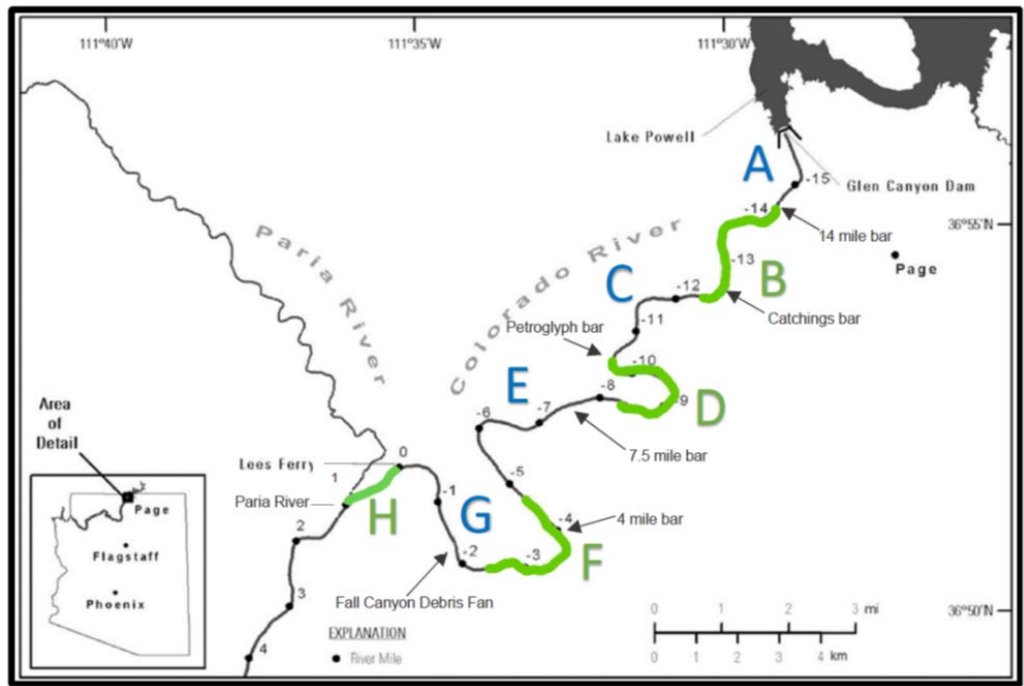 111°40'W
111°35'W
111°30'W
Lake Powell
A
-15
Glen Canyon Dam
-14
36°55'N
14 mile bar
Paria River
Colorado River
-13
B
Page
C
-12
Catchings bar
-11
Petroglyph bar
-10
E
-8
-9
D
Area
of
Detail
-6
-7
7.5 mile bar
0
Lees Ferry
1
-5
Page
Paria River
-1
H
G
-4
4 mile bar
2
Flagstaff
-2
-3
F
Phoenix
3
Fall Canyon Debris Fan
36°50'N
0 1 2 3 mi
EXPLANATION
4
River Mile
0 1 2 3 4 km